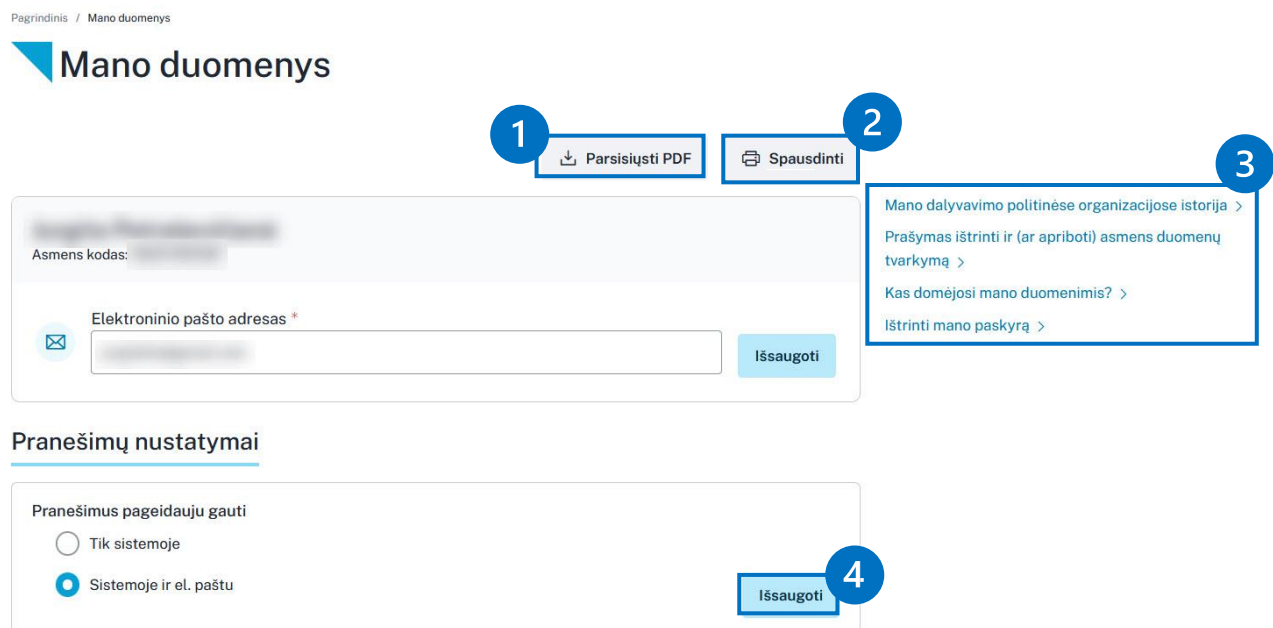 Pagrindinis / Mano duomenys
Mano duomenys
1
2
3
Parsisiųsti PDF
Spausdinti
Mano dalyvavimo politinėse organizacijose istorija >
Prašymas ištrinti ir (ar apriboti) asmens duomenų
tvarkymą >
Kas domėjosi mano duomenimis? >
Ištrinti mano paskyrą >
Asmens kodas:
Elektroninio pašto adresas *
Išsaugoti
Pranešimų nustatymai
Pranešimus pageidauju gauti
Tik sistemoje
Sistemoje ir el. paštu
4
Išsaugoti